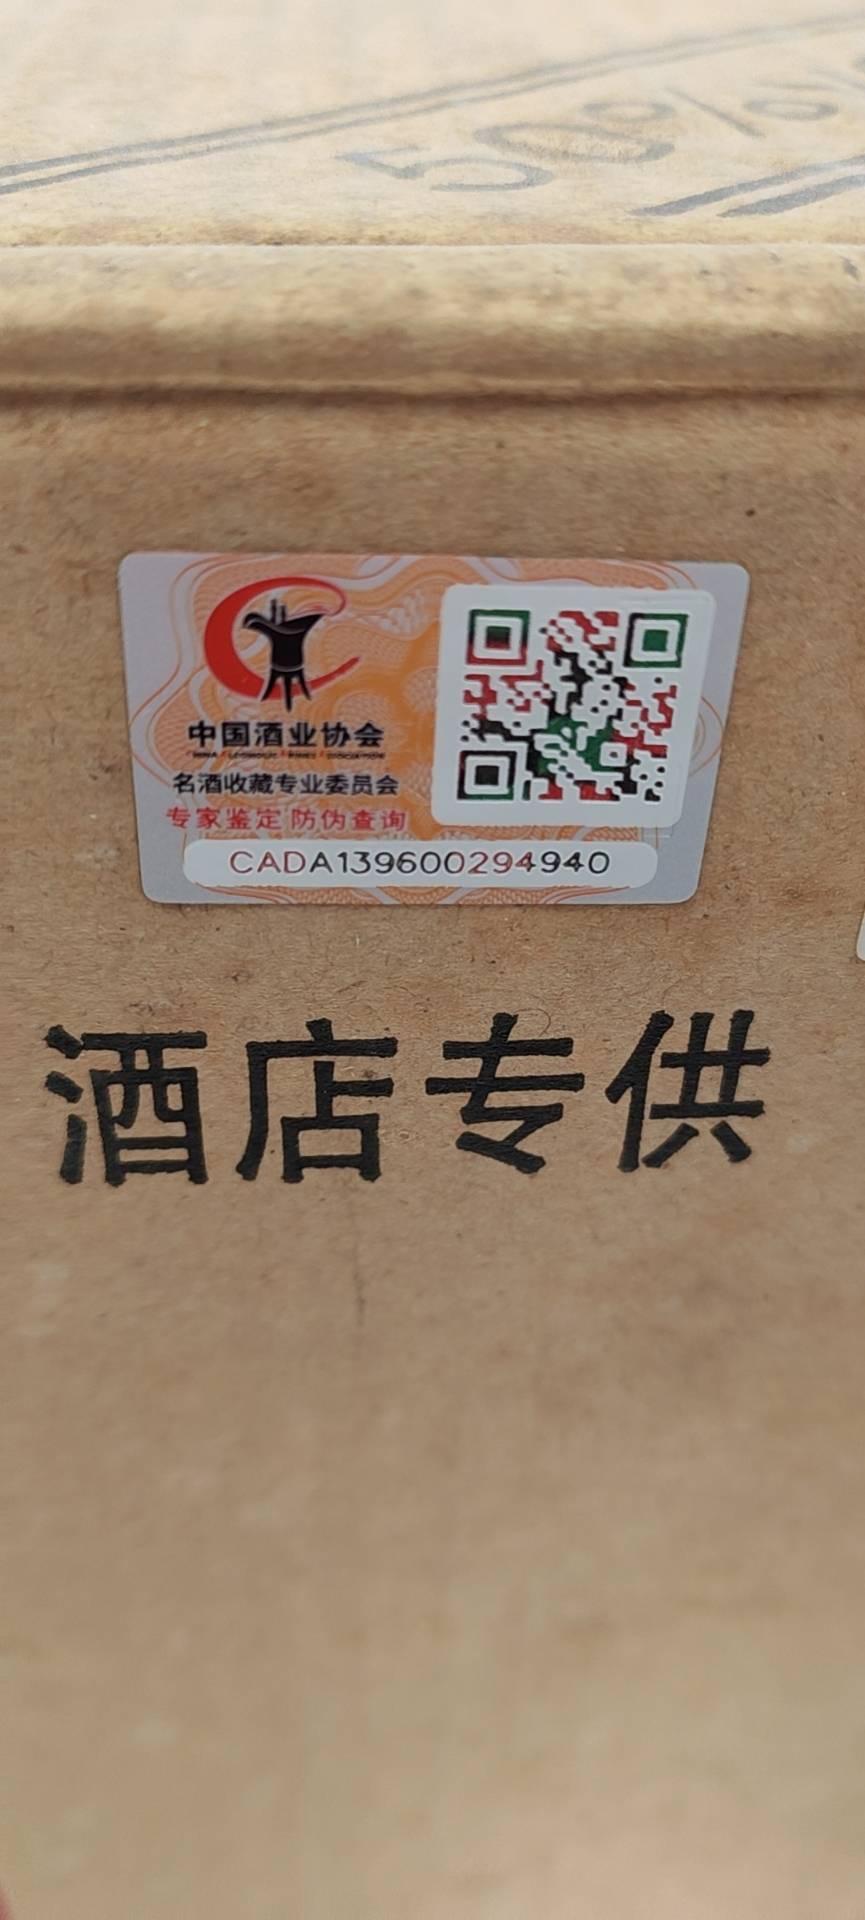 50%
中国酒业协会
名酒收藏专业委员会
专家鉴定 防伪查询
CADA139600294940
酒店专供